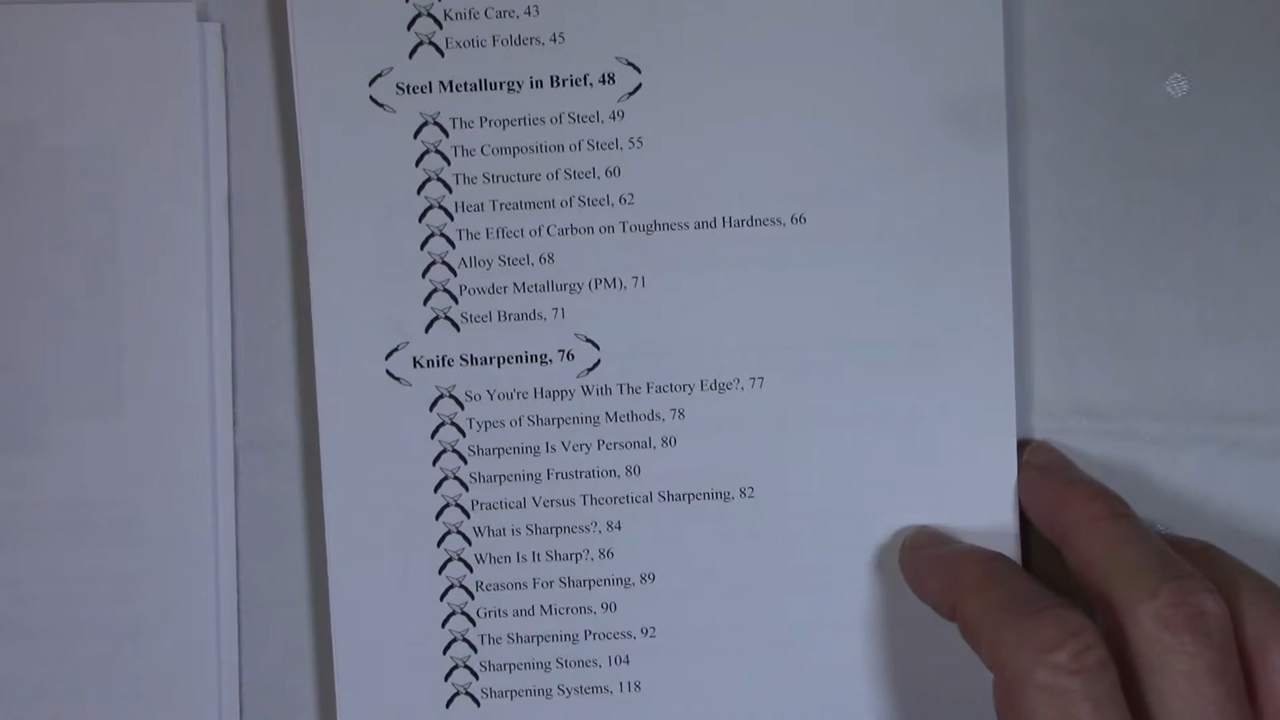 Knife Care, 43
Exotic Folders, 45
Steel Metallurgy in Brief, 48
The Properties of Steel, 49
The Composition of Steel, 55
The Structure of Steel, 60
Heat Treatment of Steel, 62
The Effect of Carbon on Toughness and Hardness, 66
Alloy Steel, 68
Powder Metallurgy (PM), 71
Steel Brands, 71
Knife Sharpening, 76
So You're Happy With The Factory Edge?, 77
Types of Sharpening Methods, 78
Sharpening Is Very Personal, 80
Sharpening Frustration, 80
Practical Versus Theoretical Sharpening, 82
What is Sharpness?, 84
When Is It Sharp?, 86
Reasons For Sharpening, 89
Grits and Microns, 90
The Sharpening Process, 92
Sharpening Stones, 104
Sharpening Systems, 118